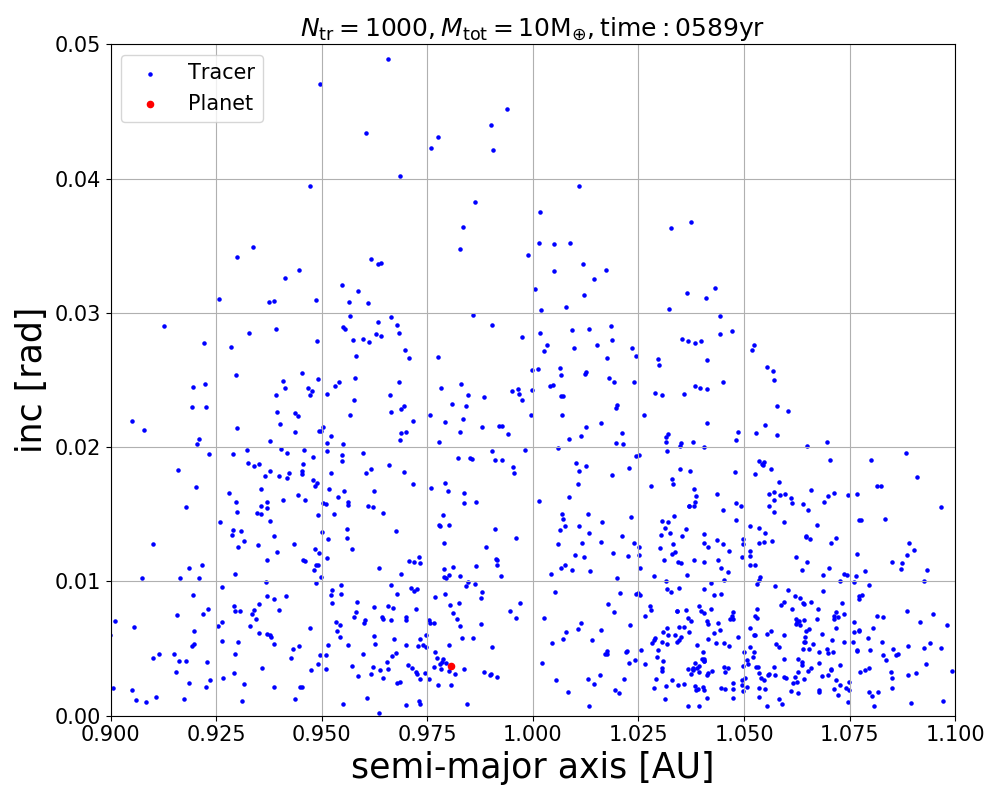 N_tr = 1000, M_tot = 10M_⊕, time : 0589yr
0.05
Tracer
Planet
0.04
0.03
inc [rad]
0.02
0.01
0.00
0.900 0.925 0.950 0.975 1.000 1.025 1.050 1.075 1.100
semi-major axis [AU]